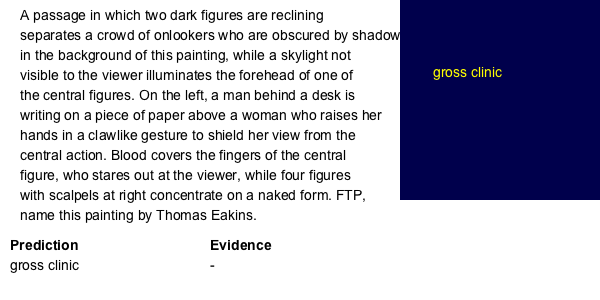 A passage in which two dark figures are reclining
separates a crowd of onlookers who are obscured by shadow
in the background of this painting, while a skylight not
visible to the viewer illuminates the forehead of one of
the central figures. On the left, a man behind a desk is
writing on a piece of paper above a woman who raises her
hands in a clawlike gesture to shield her view from the
central action. Blood covers the fingers of the central
figure, who stares out at the viewer, while four figures
with scalpels at right concentrate on a naked form. FTP,
name this painting by Thomas Eakins.
gross clinic
Prediction Evidence
gross clinic -